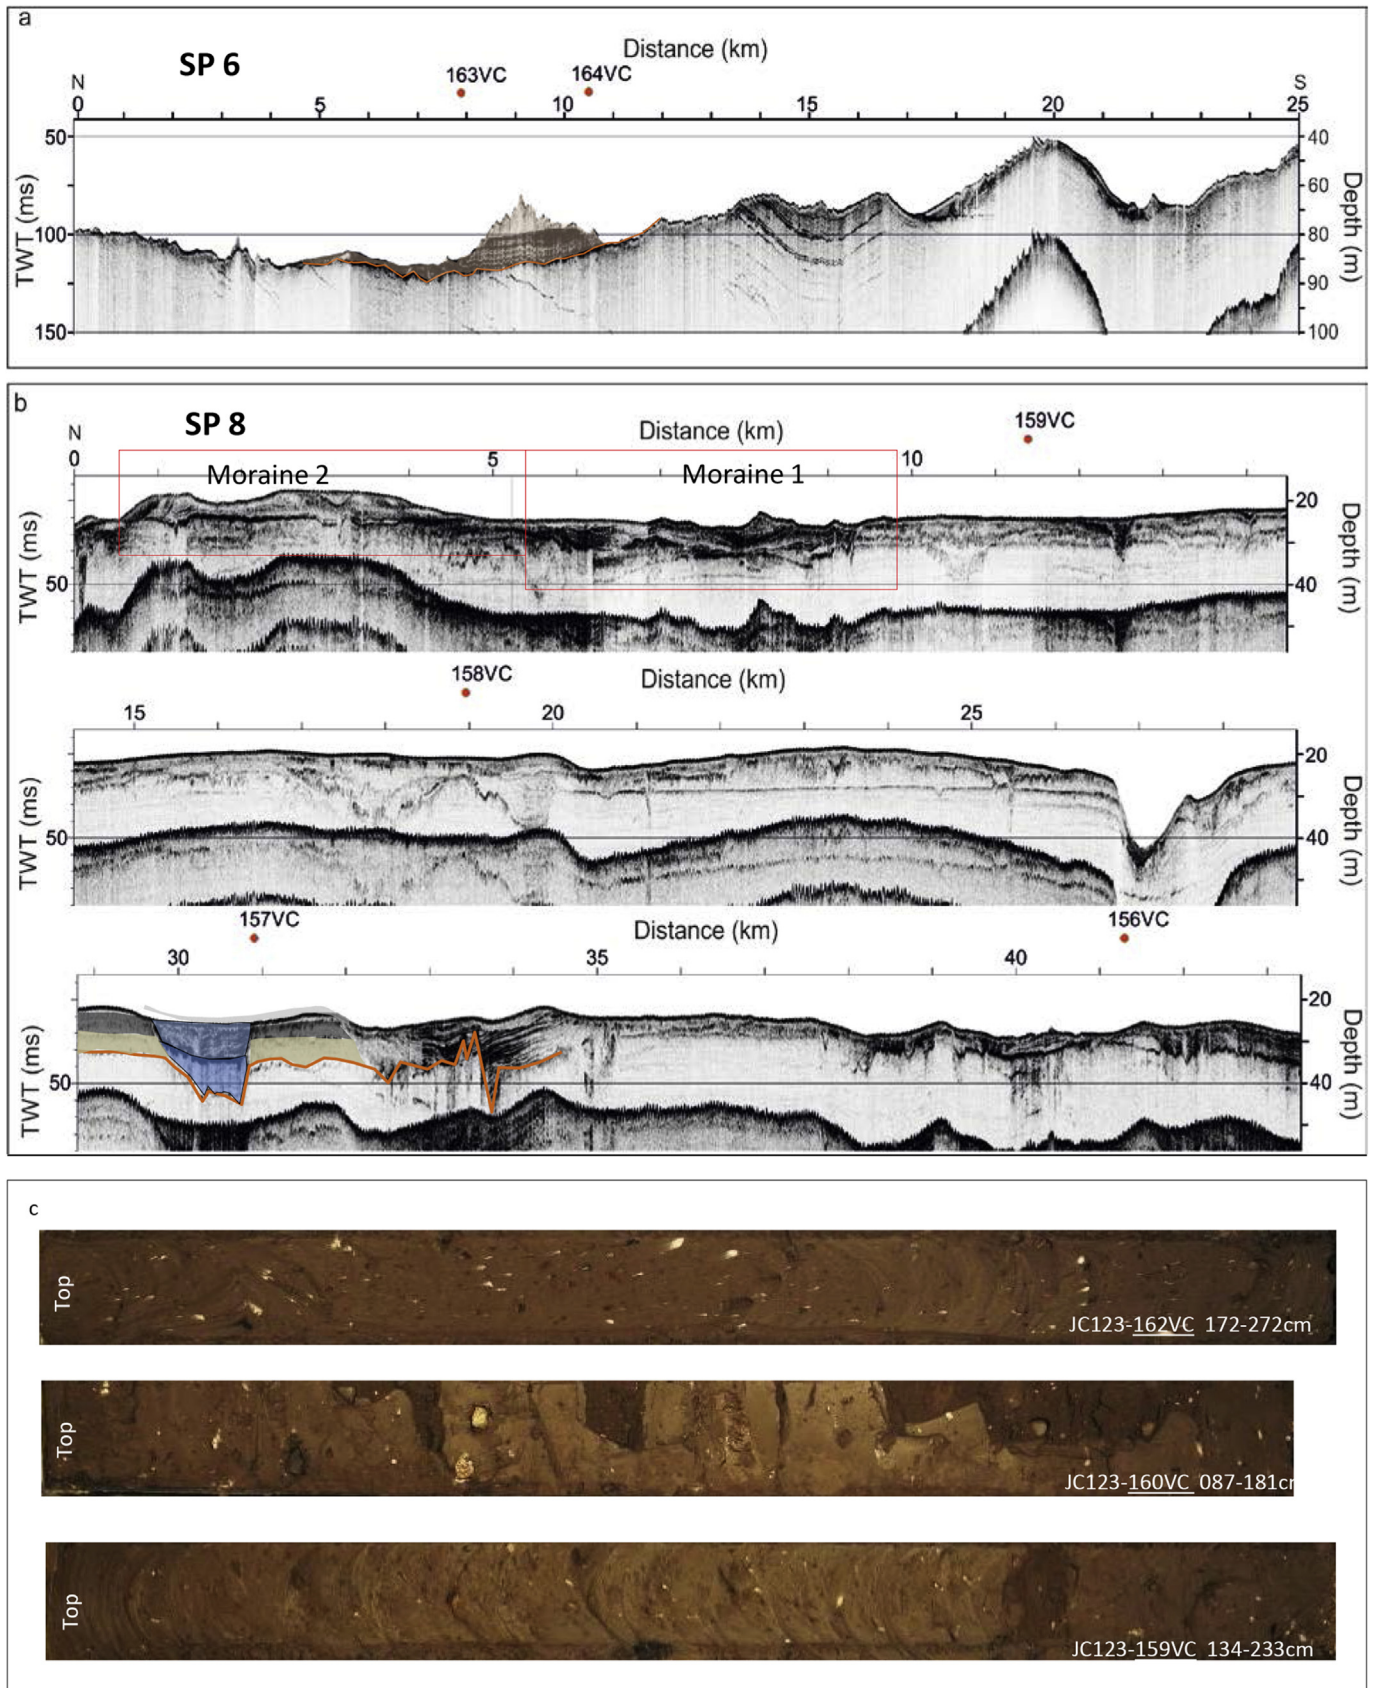 a
SP 6
Distance (km)
163VC 164VC
N S
0 5 10 15 20 25
50 40
60
TWT (ms) Depth (m)
100 80
90
150 100
b
SP 8
Distance (km)
159VC
N
0 5 10
Moraine 2 Moraine 1
20
TWT (ms) Depth (m)
50 40
158VC
Distance (km)
15 20 25
20
TWT (ms) Depth (m)
50 40
157VC
Distance (km)
156VC
30 35 40
20
TWT (ms) Depth (m)
50 40
c
Top
JC123-162VC 172-272cm
Top
JC123-160VC 087-181cr
Top
JC123-159VC 134-233cm